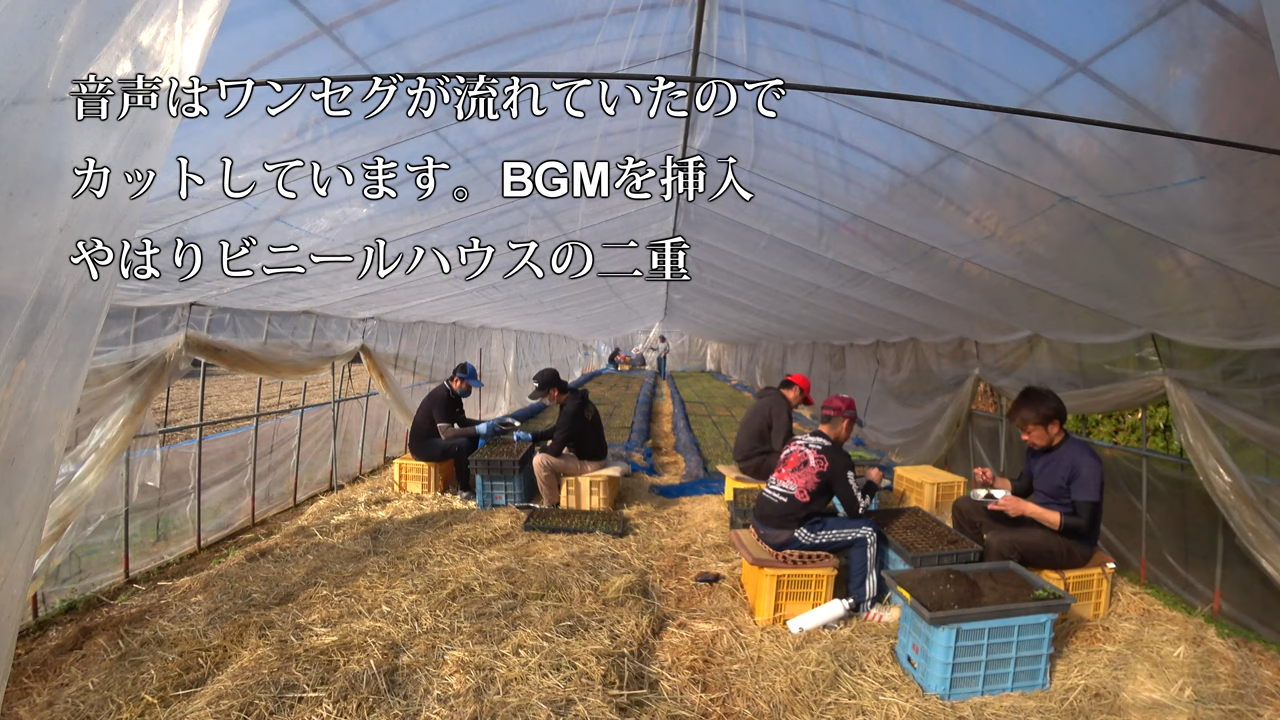 音声はワンセグが流れていたので
カットしています。BGMを挿入
やはりビニールハウスの二重